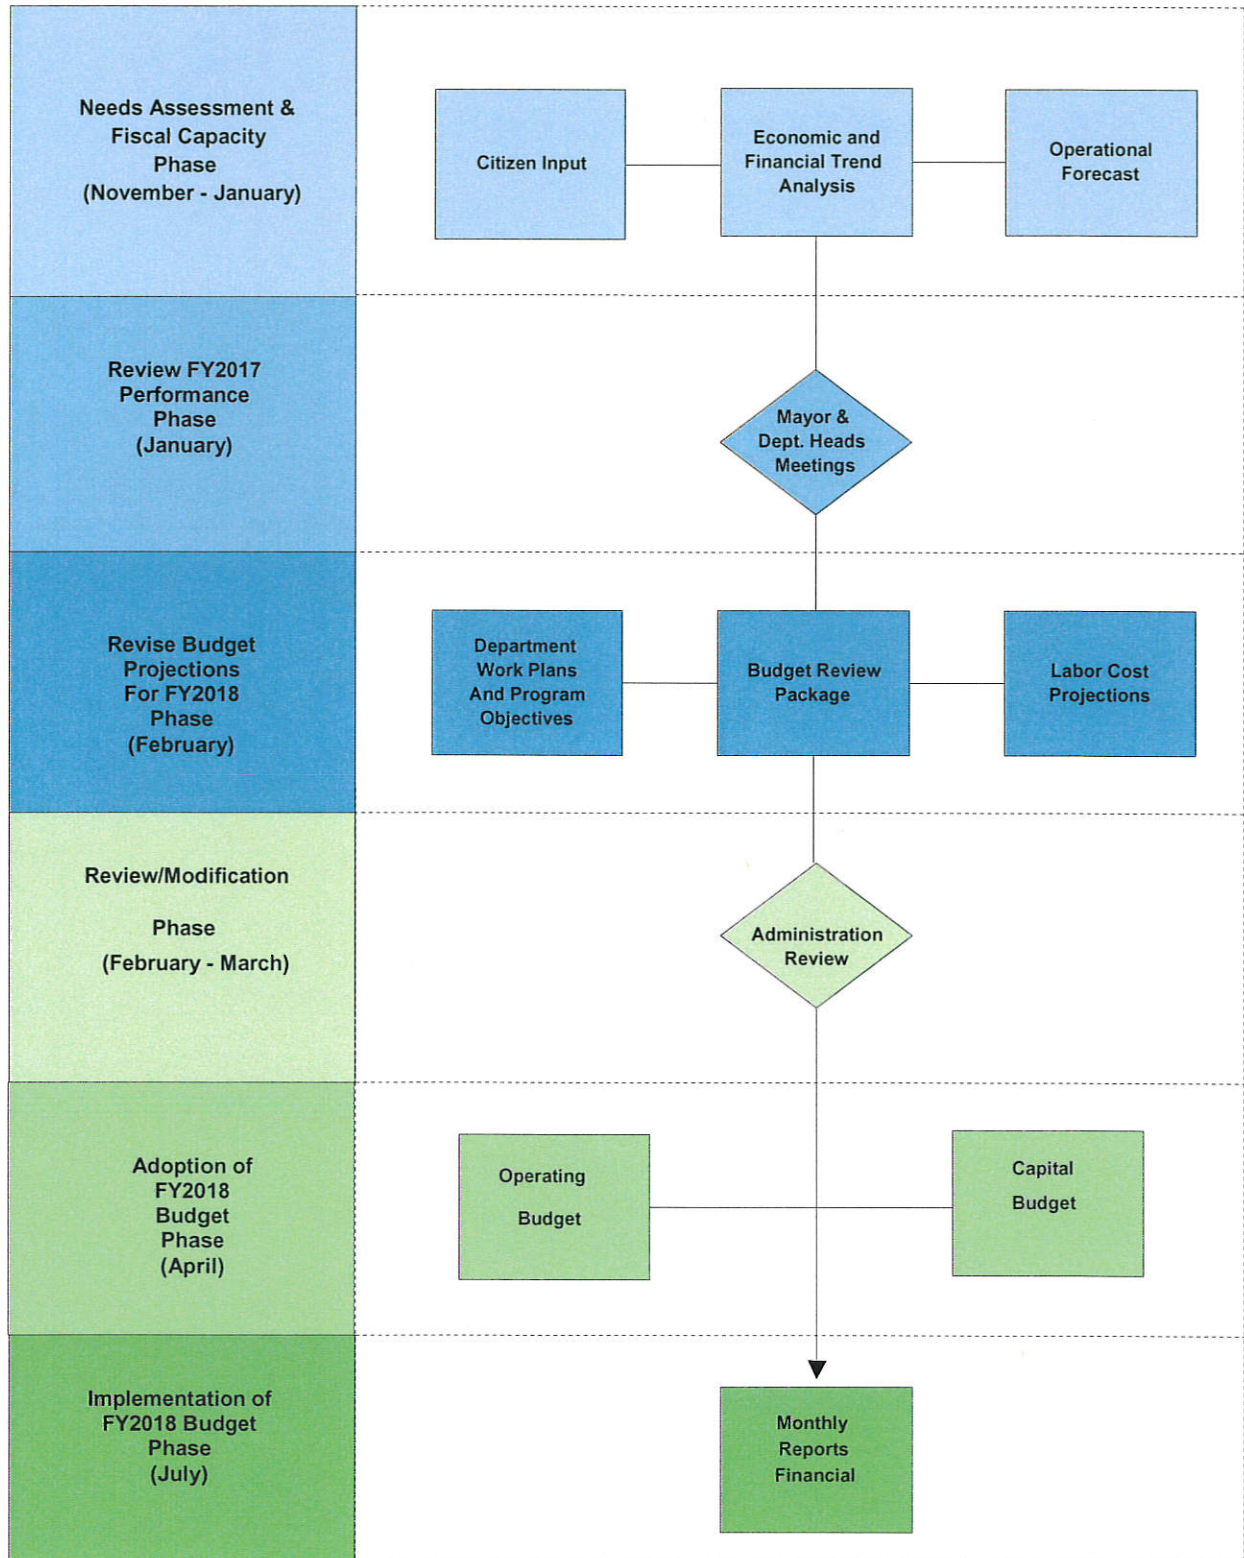 Needs Assessment &
Fiscal Capacity
Phase
(November - January)
Citizen Input
Economic and
Financial Trend
Analysis
Operational
Forecast
Review FY2017
Performance
Phase
(January)
Mayor &
Dept. Heads
Meetings
Revise Budget
Projections
For FY2018
Phase
(February)
Department
Work Plans
And Program
Objectives
Budget Review
Package
Labor Cost
Projections
Review/Modification
Phase
(February - March)
Administration
Review
Adoption of
FY2018
Budget
Phase
(April)
Operating
Budget
Capital
Budget
Implementation of
FY2018 Budget
Phase
(July)
Monthly
Reports
Financial